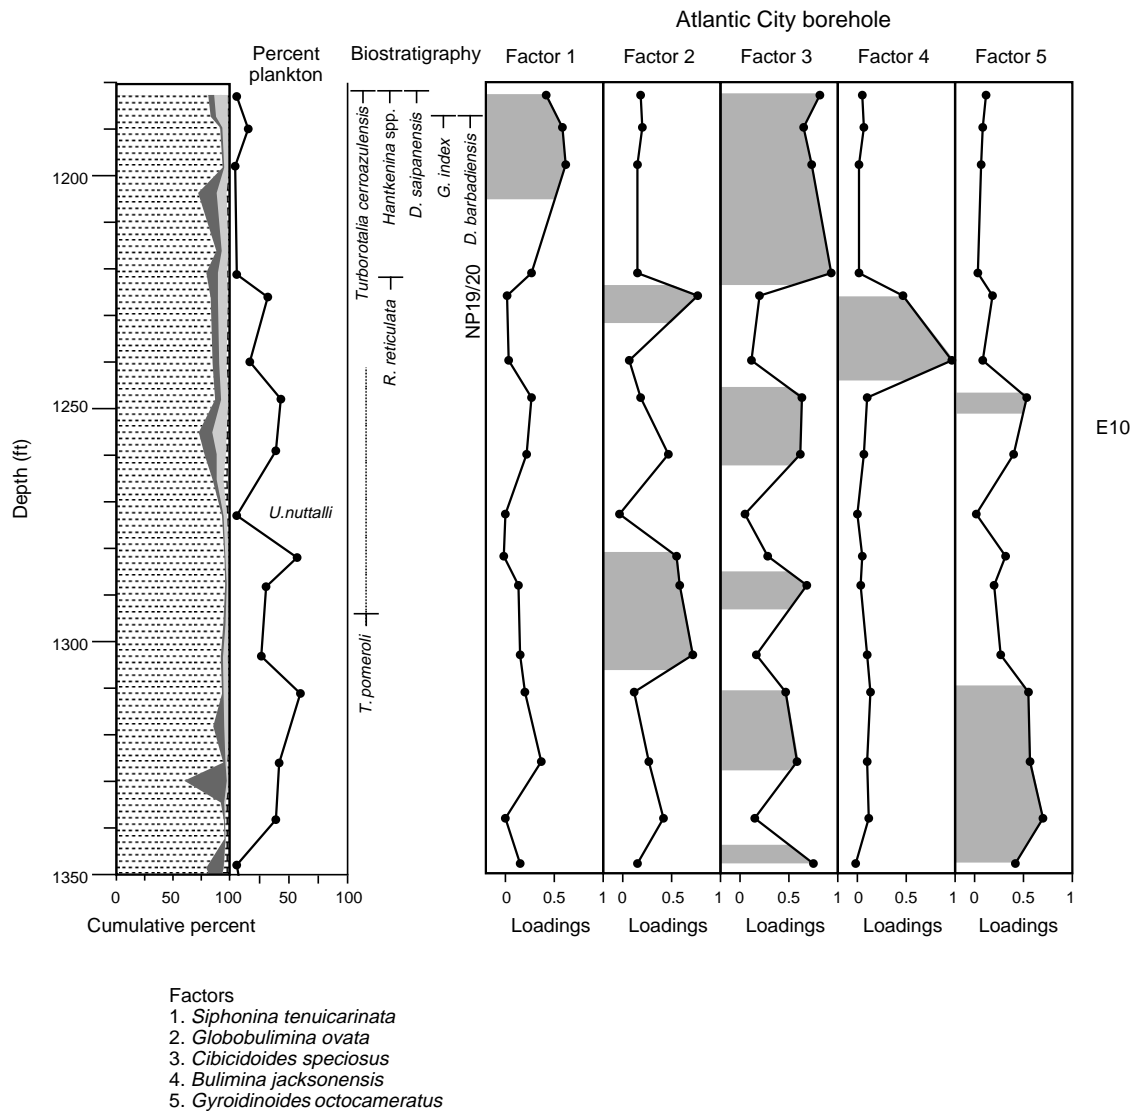 Atlantic City borehole
Percent
plankton
Biostratigraphy
Factor 1
Factor 2
Factor 3
Factor 4
Factor 5
Turborotalia cerroazulensis
Hantkenina spp.
D. saipanensis
G. index
D. barbadiensis
R. reticulata
NP19/20
U.nuttalli
T. pomeroli
E10
Depth (ft)
1200
1250
1300
1350
0 50 100 50 100
0 0.5 1 0 0.5 1 0 0.5 1 0 0.5 1 0 0.5 1
Cumulative percent
Loadings Loadings Loadings Loadings Loadings
Factors
1. Siphonina tenuicarinata
2. Globobulimina ovata
3. Cibicidoides speciosus
4. Bulimina jacksonensis
5. Gyroidinoides octocameratus